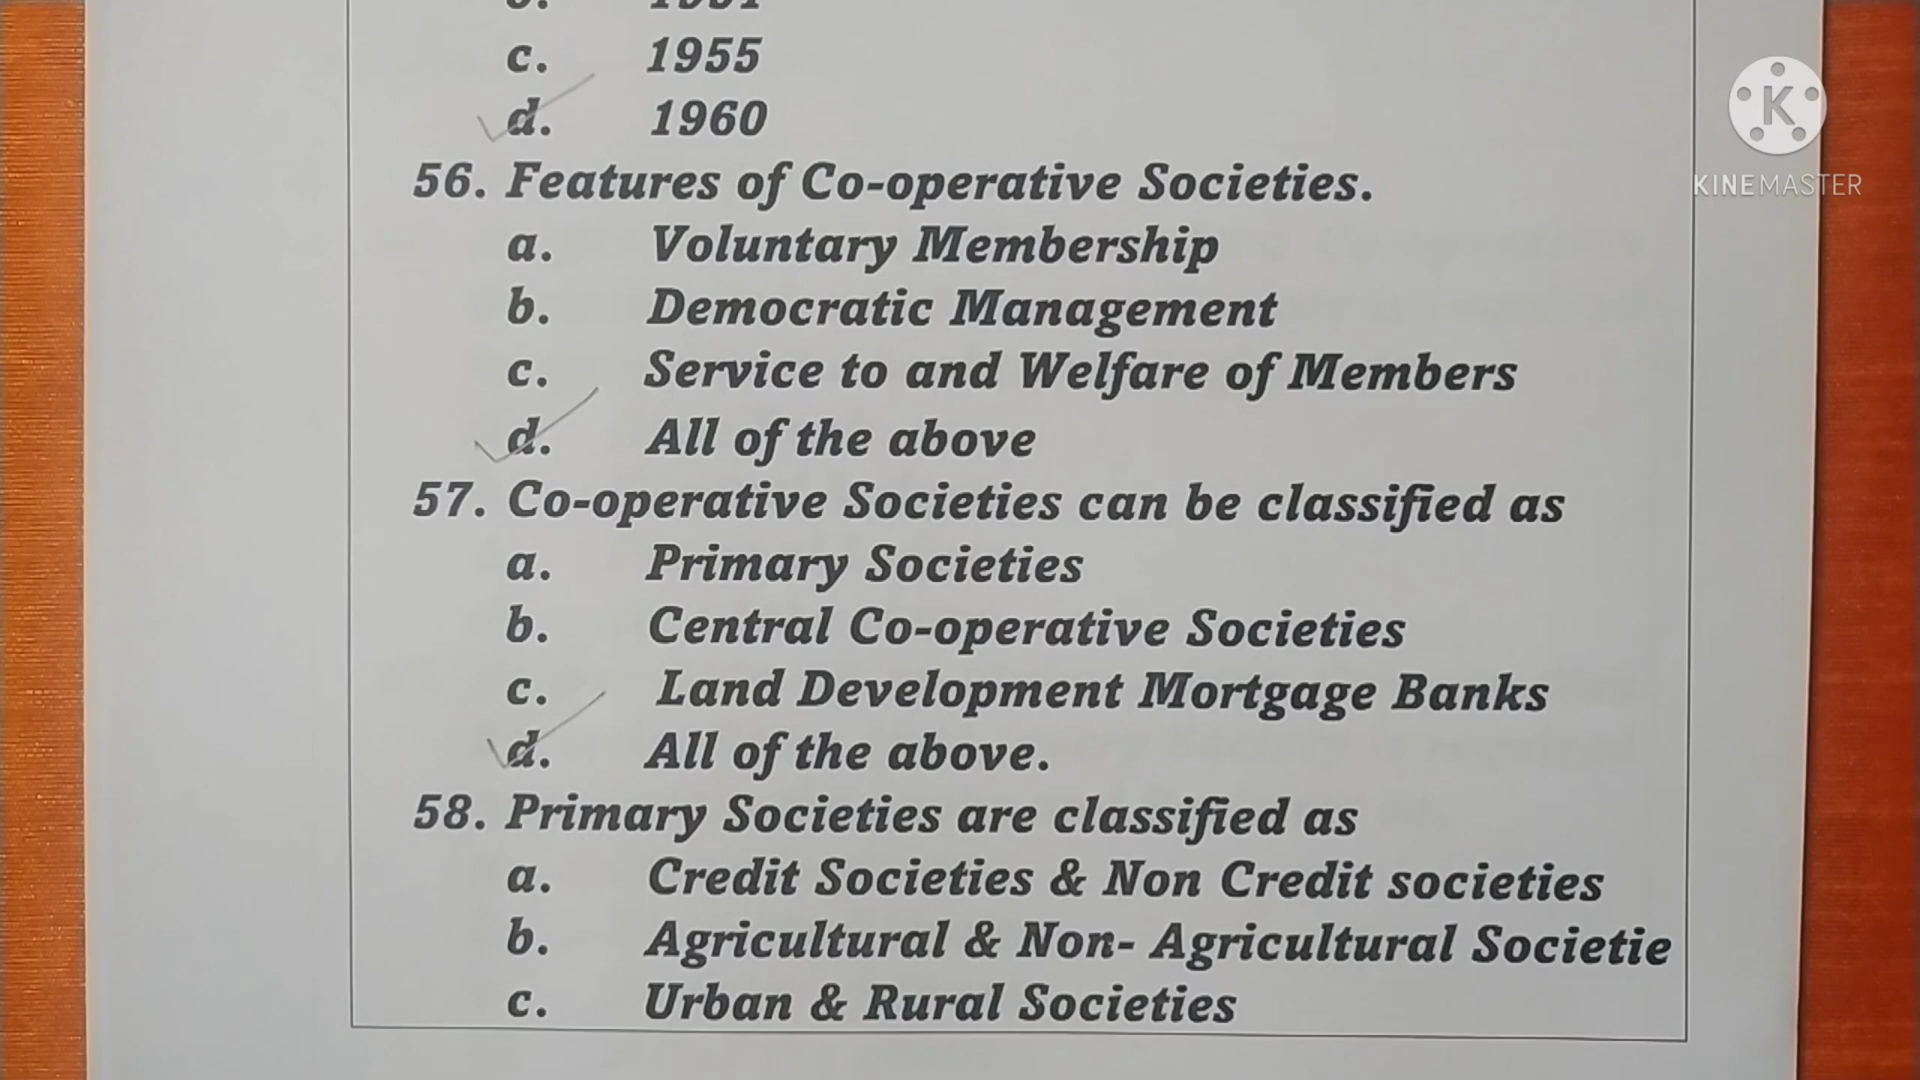 c. 1955
d. 1960
56. Features of Co-operative Societies.
a. Voluntary Membership
b. Democratic Management
c. Service to and Welfare of Members
d. All of the above
57. Co-operative Societies can be classified as
a. Primary Societies
b. Central Co-operative Societies
c. Land Development Mortgage Banks
d. All of the above.
58. Primary Societies are classified as
a. Credit Societies & Non Credit societies
b. Agricultural & Non- Agricultural Societie
c. Urban & Rural Societies
K
KINEMASTER